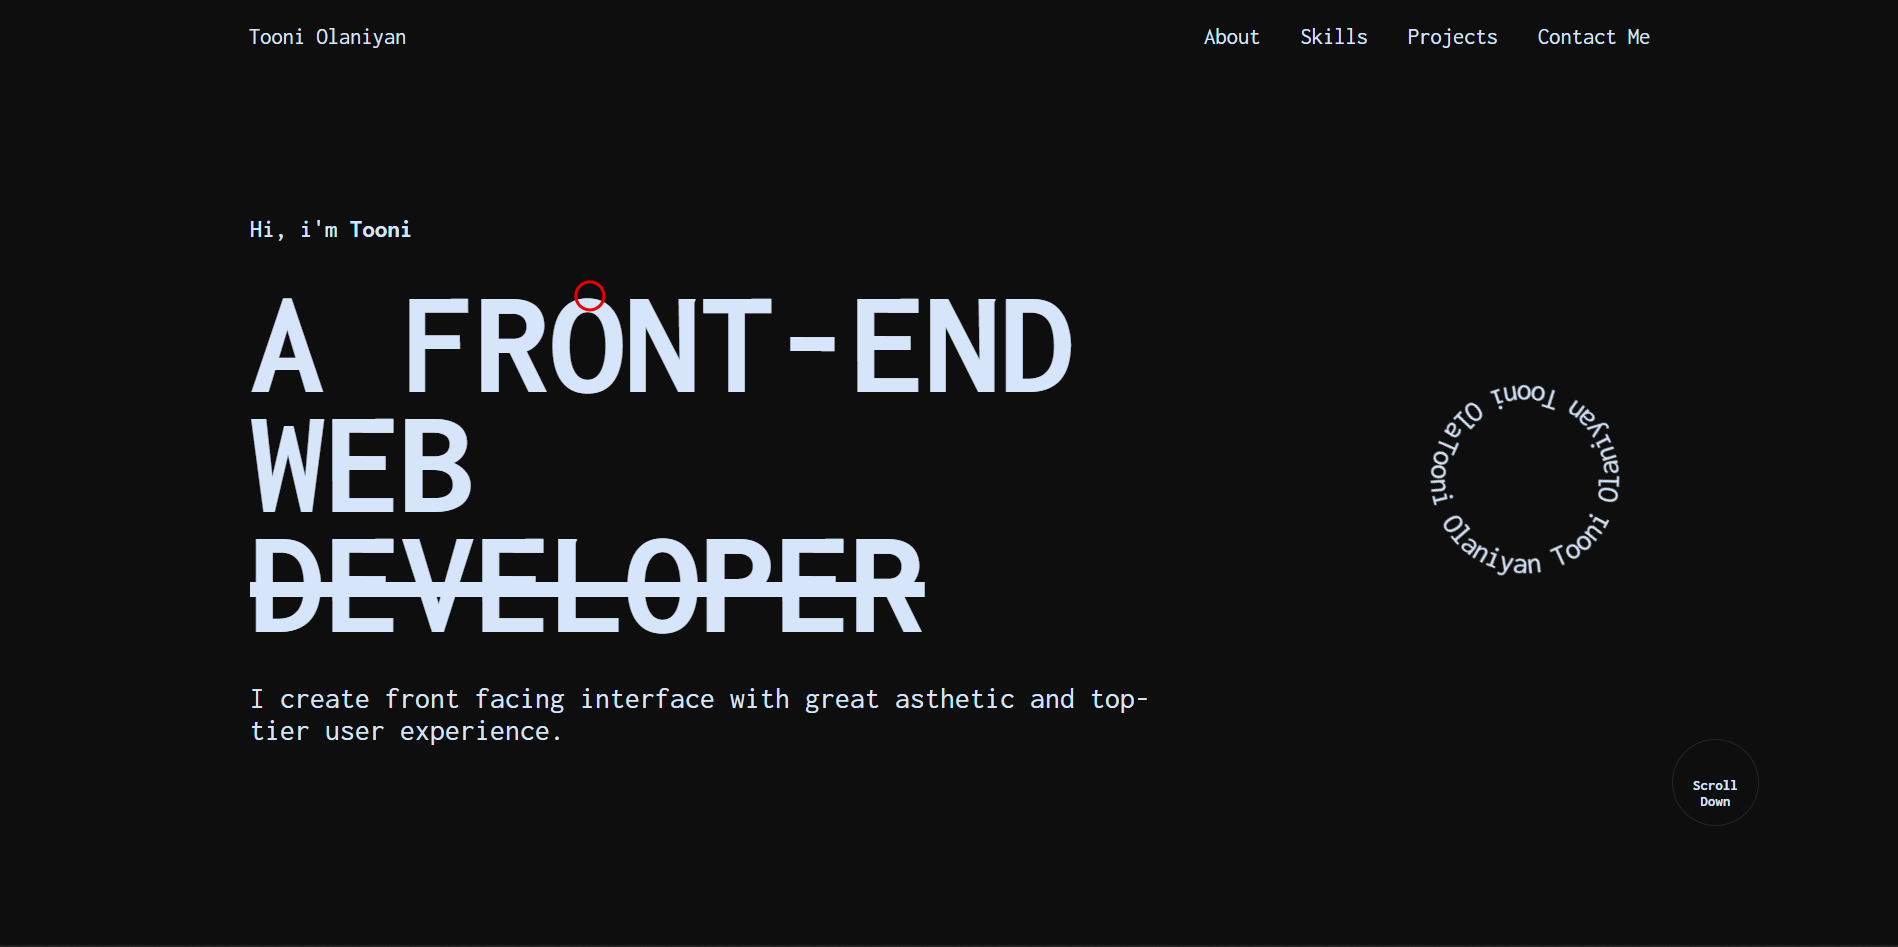 Tooni Olaniyan
About Skills Projects Contact Me
Hi, i'm Tooni
A FRONT-END
WEB
DEVELOPER
I create front facing interface with great asthetic and top-
tier user experience.
Tooni Olaniyan Tooni Olaniyan Tooni Ola
Scroll
Down